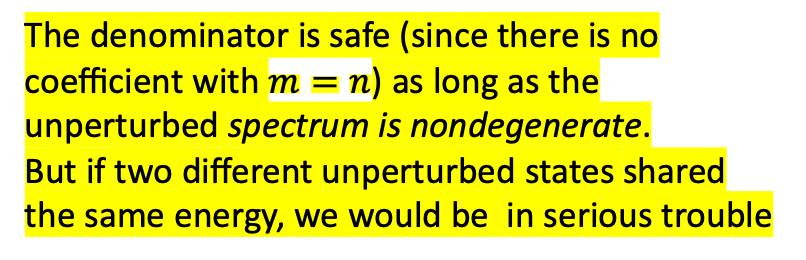 The denominator is safe (since there is no
coefficient with m = n) as long as the
unperturbed spectrum is nondegenerate.
But if two different unperturbed states shared
the same energy, we would be  in serious trouble